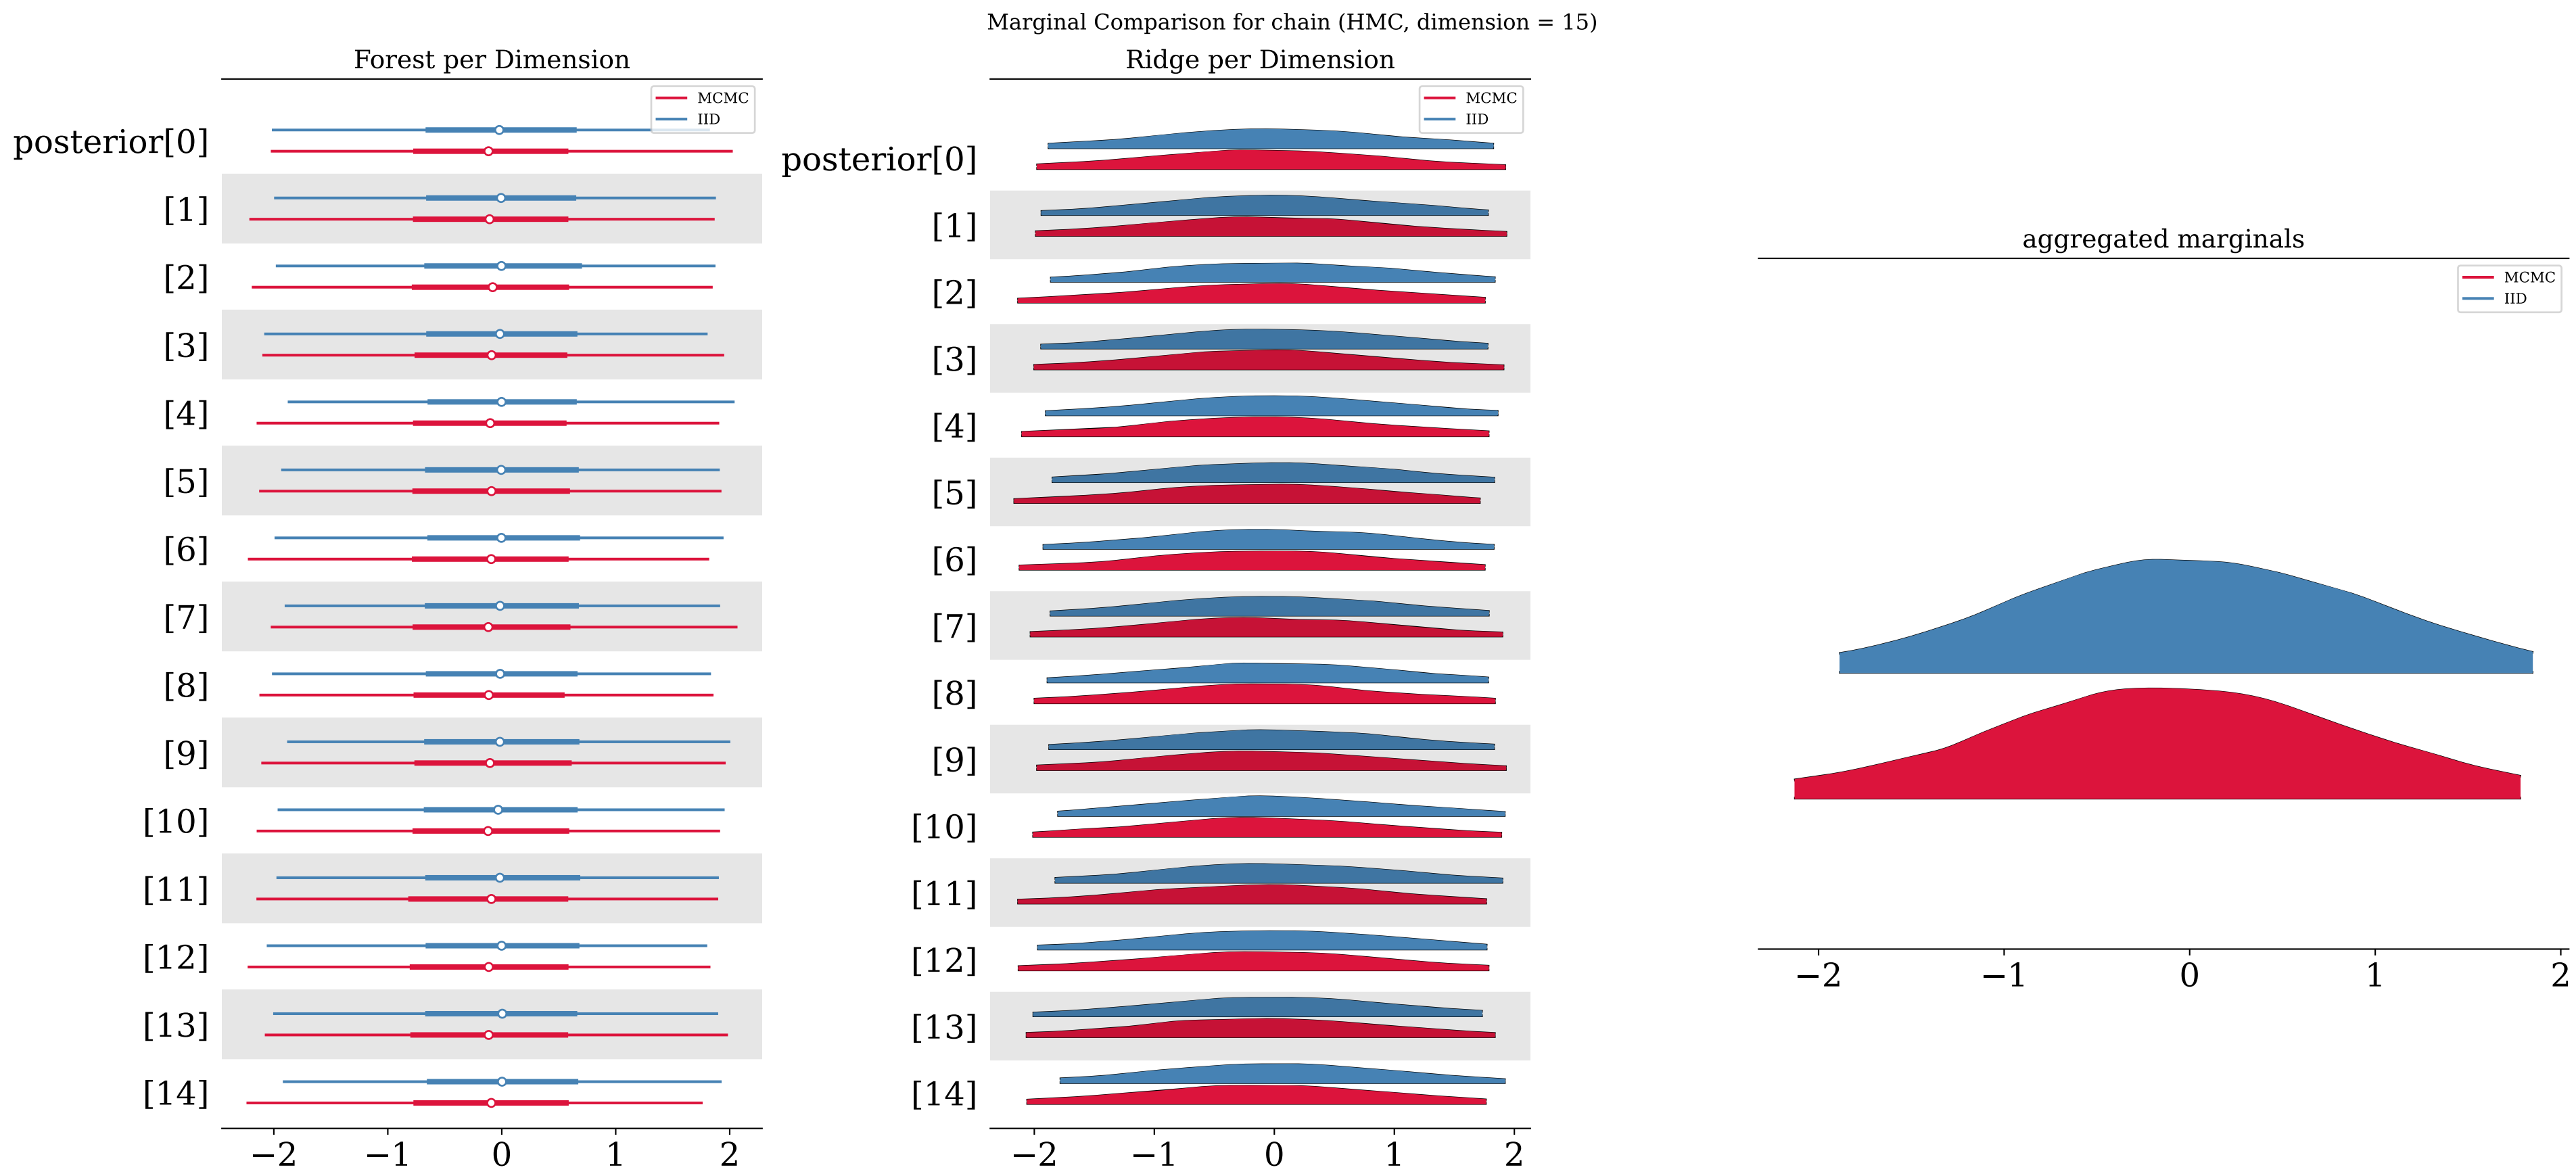 Marginal Comparison for chain (HMC, dimension = 15)
Forest per Dimension
MCMC
IID
posterior[0]
[1]
[2]
[3]
[4]
[5]
[6]
[7]
[8]
[9]
[10]
[11]
[12]
[13]
[14]
−2 −1 0 1 2
Ridge per Dimension
MCMC
IID
posterior[0]
[1]
[2]
[3]
[4]
[5]
[6]
[7]
[8]
[9]
[10]
[11]
[12]
[13]
[14]
−2 −1 0 1 2
aggregated marginals
MCMC
IID
−2 −1 0 1 2